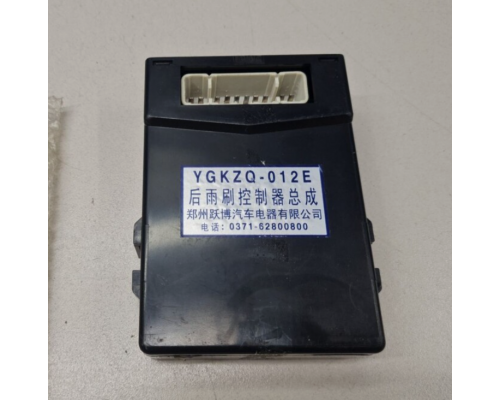 YGKZQ-012E
后雨刷控制器总成
郑州跃博汽车电器有限公司
电话: 0371-62800800